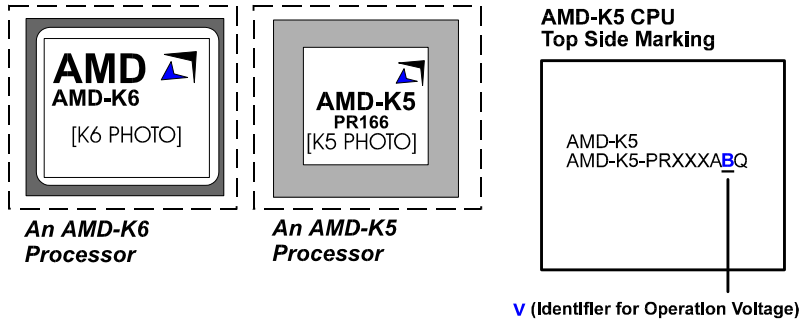 AMD
AMD-K6
[K6 PHOTO]
An AMD-K6
Processor
AMD-K5
PR166
[K5 PHOTO]
An AMD-K5
Processor
AMD-K5 CPU
Top Side Marking
AMD-K5
AMD-K5-PRXXXABQ
V (Identifier for Operation Voltage)